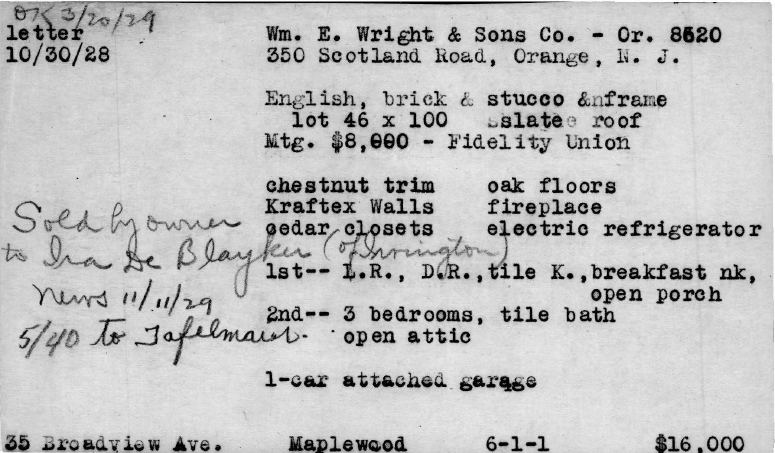 OK 3/20/29
letter Wm. E. Wright & Sons Co. - Or. 8620
10/30/28 350 Scotland Road, Orange, N. J.
English, brick & stucco &nframe
lot 46 x 100 sslatee roof
Mtg. $8,000 - Fidelity Union
chestnut trim oak floors
Kraftex Walls fireplace
cedar closets electric refrigerator
Sold by owner
to Ira De Blayker (of Irvington)
1st-- L.R., D.R.,tile K.,breakfast nk,
News 11/11/29 open porch
2nd-- 3 bedrooms, tile bath
5/40 to open attic
1-car attached garage
35 Broadview Ave. Maplewood 6-1-1 $16,000